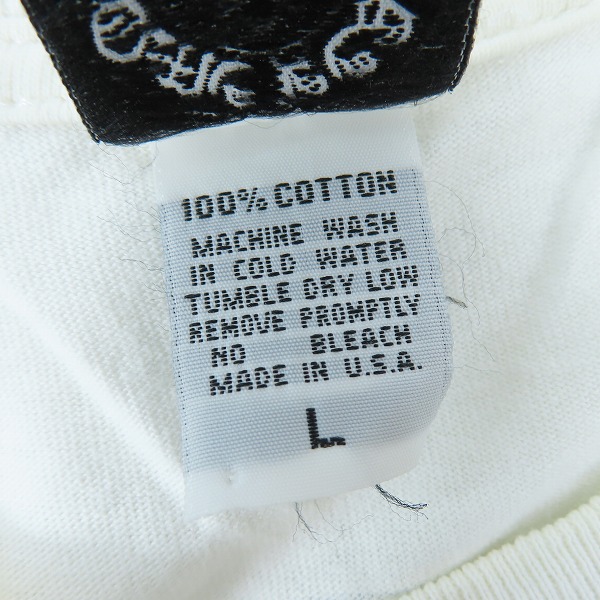 100% COTTON
MACHINE WASH
IN COLD WATER
TUMBLE DRY LOW
REMOVE PROMPTLY
NO BLEACH
MADE IN U.S.A.
L